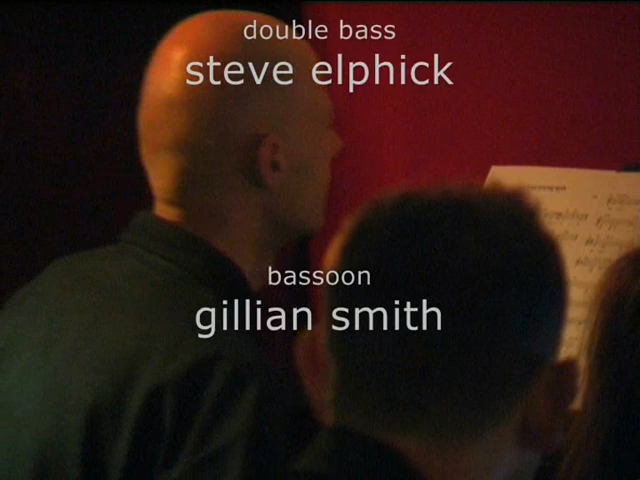 double bass
steve elphick
bassoon
gillian smith